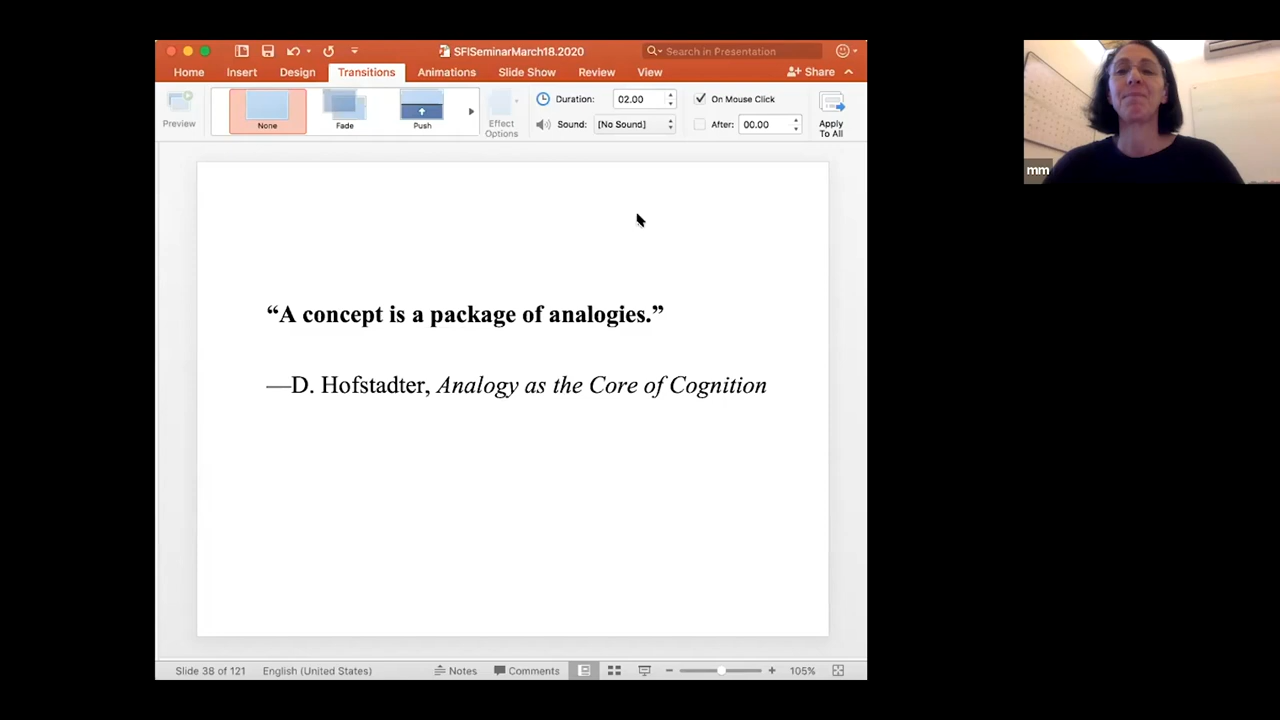 SFISeminarMarch18.2020
Search in Presentation
Home Insert Design Transitions Animations Slide Show Review View Share
Preview
None
Fade
Push
Effect Options
Duration: 02.00
Sound: [No Sound]
On Mouse Click
After: 00.00
Apply To All
mm
“A concept is a package of analogies.”
—D. Hofstadter, Analogy as the Core of Cognition
Slide 38 of 121 English (United States) Notes Comments 105%